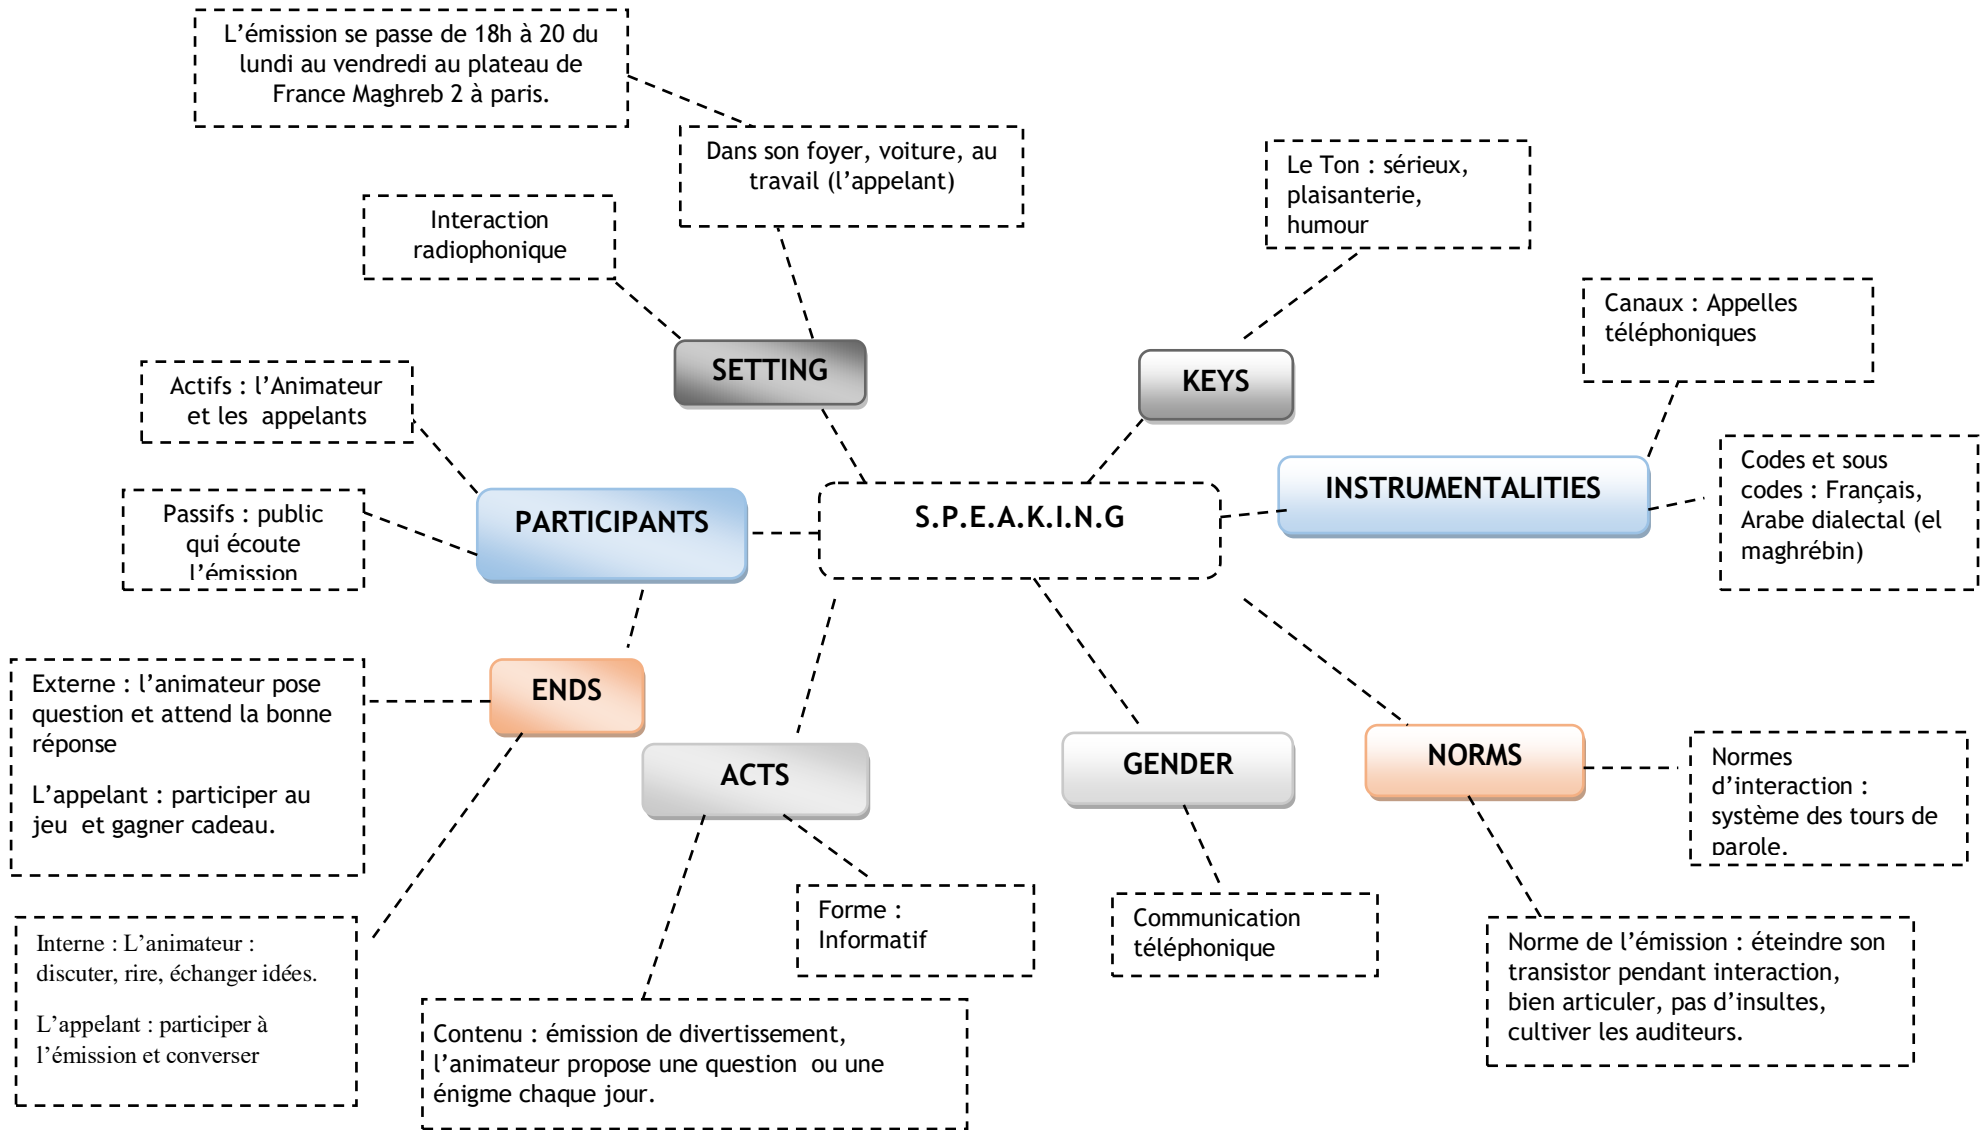 L’émission se passe de 18h à 20 du
lundi au vendredi au plateau de
France Maghreb 2 à paris.
Dans son foyer, voiture, au
travail (l’appelant)
Interaction
radiophonique
Le Ton : sérieux,
plaisanterie,
humour
Canaux : Appelles
téléphoniques
SETTING
KEYS
Actifs : l’Animateur
et les appelants
Codes et sous
codes : Français,
Arabe dialectal (el
maghrébin)
INSTRUMENTALITIES
Passifs : public
qui écoute
l’émission
PARTICIPANTS
S.P.E.A.K.I.N.G
Externe : l’animateur pose
question et attend la bonne
réponse
L’appelant : participer au
jeu et gagner cadeau.
ENDS
ACTS
GENDER
NORMS
Normes
d’interaction :
système des tours de
parole.
Interne : L’animateur :
discuter, rire, échanger idées.
L’appelant : participer à
l’émission et converser
Forme :
Informatif
Communication
téléphonique
Norme de l’émission : éteindre son
transistor pendant interaction,
bien articuler, pas d’insultes,
cultiver les auditeurs.
Contenu : émission de divertissement,
l’animateur propose une question ou une
énigme chaque jour.